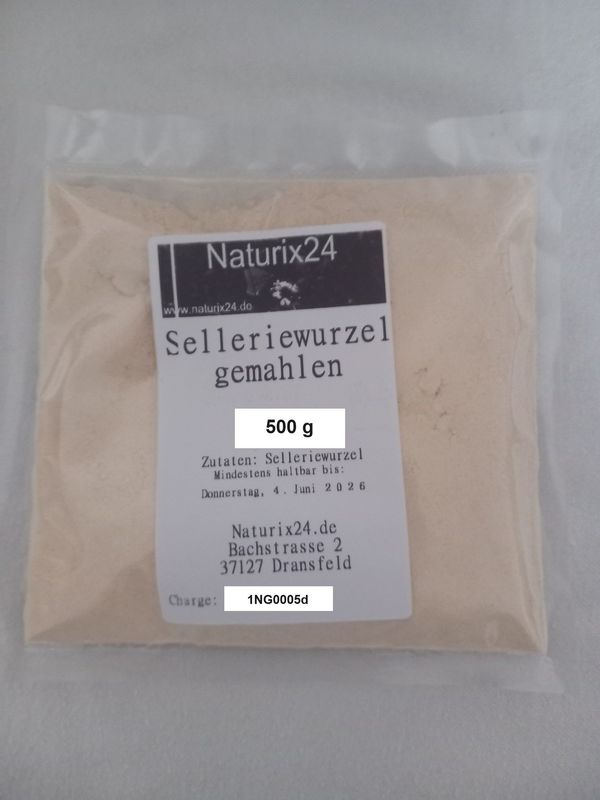 Naturix24
www.naturix24.de
Selleriewurzel
gemahlen
500 g
Zutaten: Selleriewurzel
Mindestens haltbar bis:
Donnerstag, 4. Juni 2026
Naturix24.de
Bachstrasse 2
37127 Dransfeld
Charge: 1NG0005d